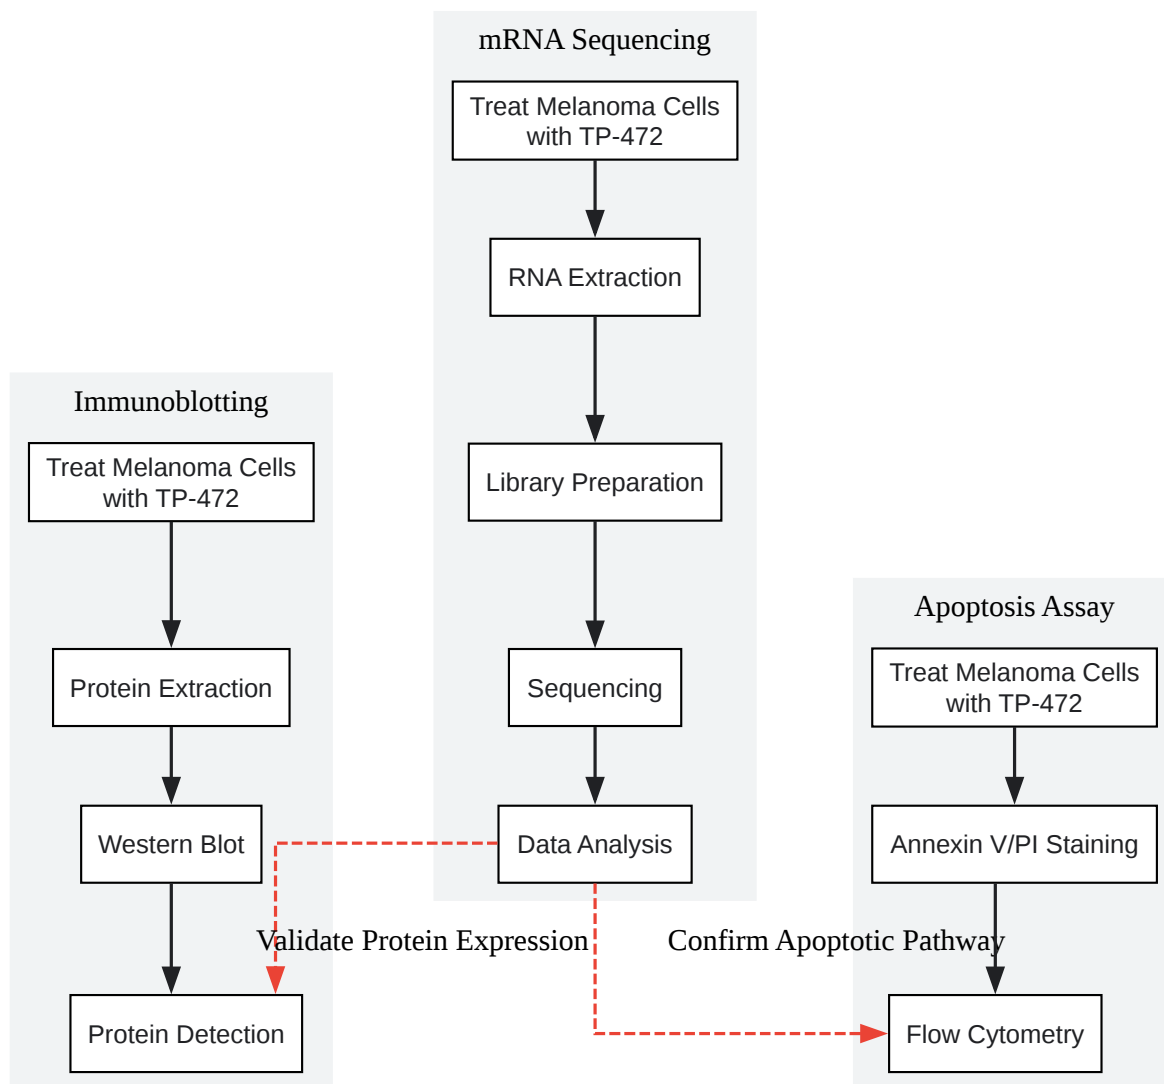 mRNA Sequencing
Treat Melanoma Cells
with TP-472
RNA Extraction
Library Preparation
Sequencing
Data Analysis
Immunoblotting
Treat Melanoma Cells
with TP-472
Protein Extraction
Western Blot
Validate Protein Expression
Protein Detection
Apoptosis Assay
Treat Melanoma Cells
with TP-472
Annexin V/PI Staining
Confirm Apoptotic Pathway
Flow Cytometry